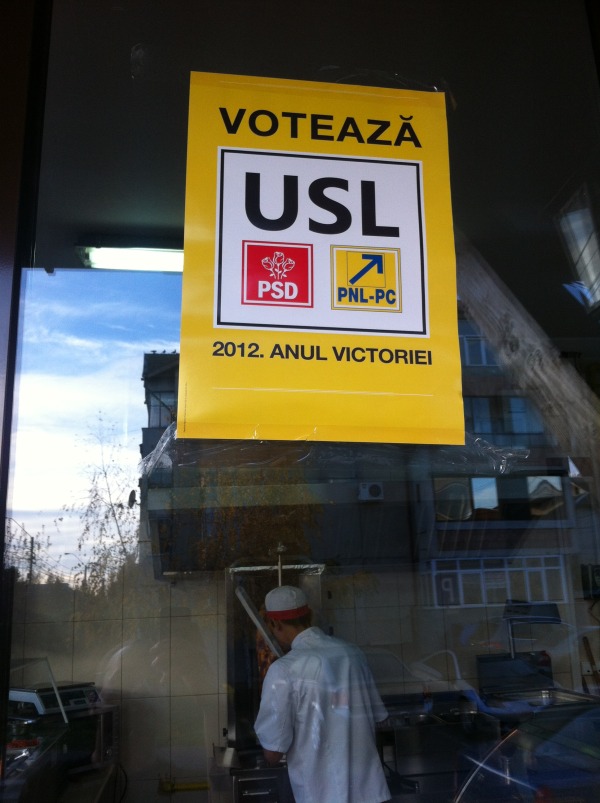 VOTEAZĂ
USL
PSD PNL-PC
2012. ANUL VICTORIEI